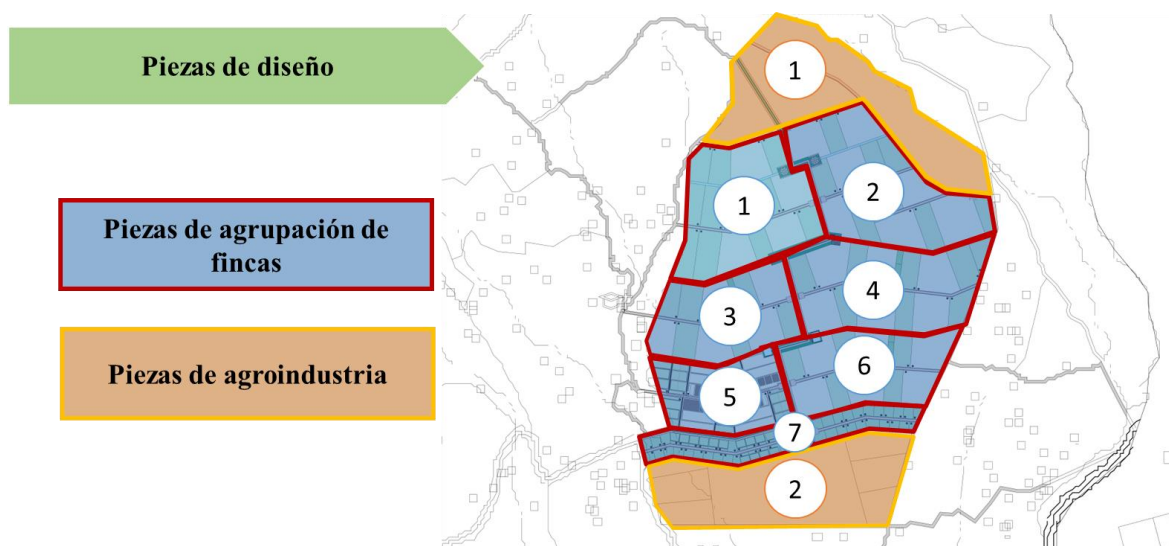 Piezas de diseño
Piezas de agrupación de
fincas
Piezas de agroindustria
1
1
2
3
4
5
6
7
2